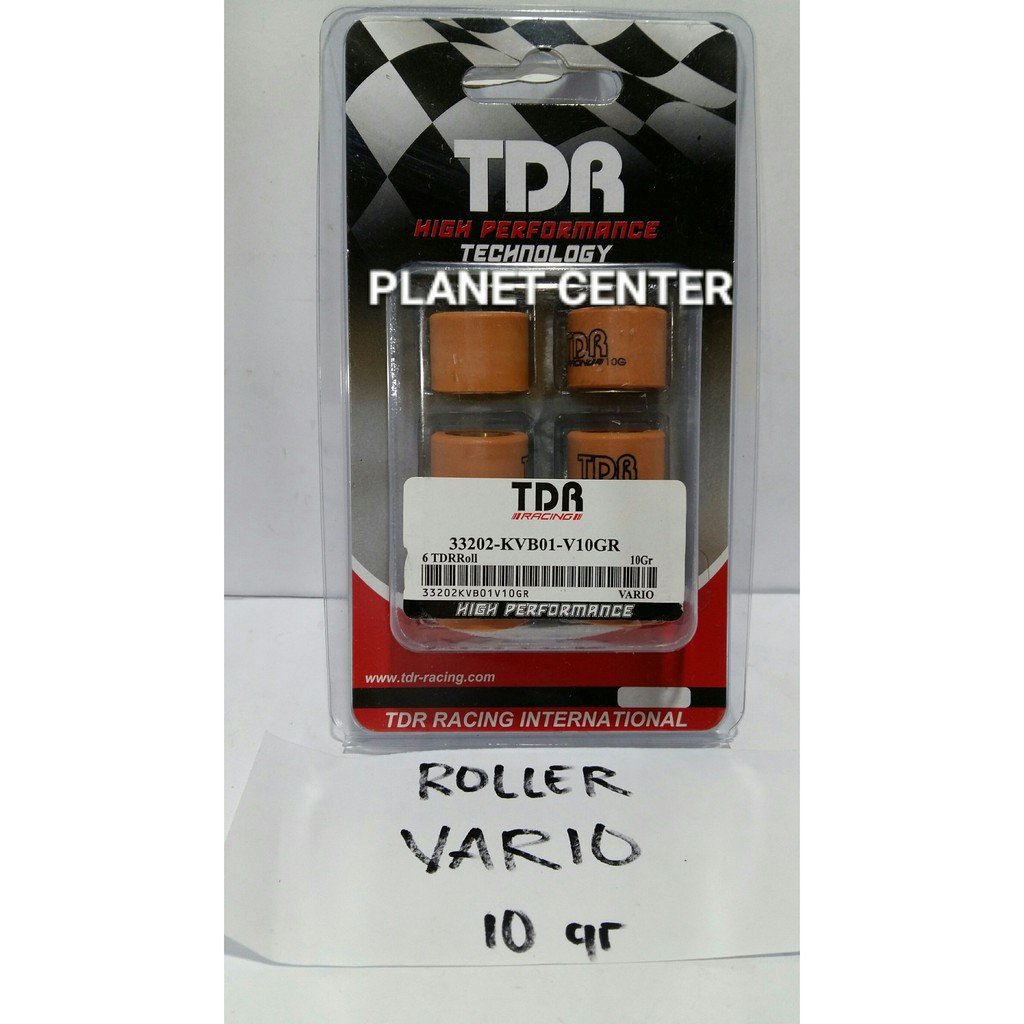 TDR
HIGH PERFORMANCE
TECHNOLOGY
PLANET CENTER
TDR
10G
TDR
TDR
RACING
33202-KVB01-V10GR
6 TDRRoll 10Gr
33202KVB01V10GR VARIO
HIGH PERFORMANCE
www.tdr-racing.com
TDR RACING INTERNATIONAL
ROLLER
VARIO
10 gr